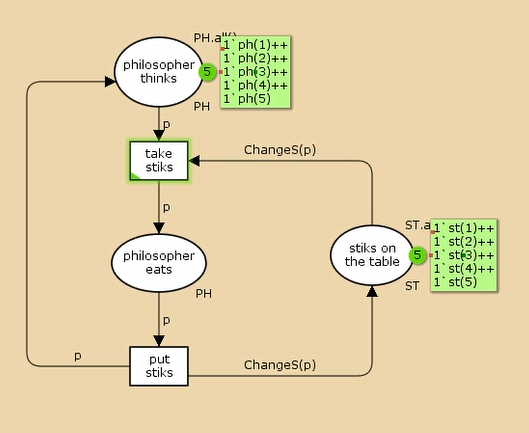 PH.all()
philosopher
thinks
5
1`ph(1)++
1`ph(2)++
1`ph(3)++
1`ph(4)++
1`ph(5)
PH
p
take
stiks
ChangeS(p)
p
philosopher
eats
PH
stiks on
the table
ST.a
5
1`st(1)++
1`st(2)++
1`st(3)++
1`st(4)++
1`st(5)
ST
p
p
put
stiks
ChangeS(p)